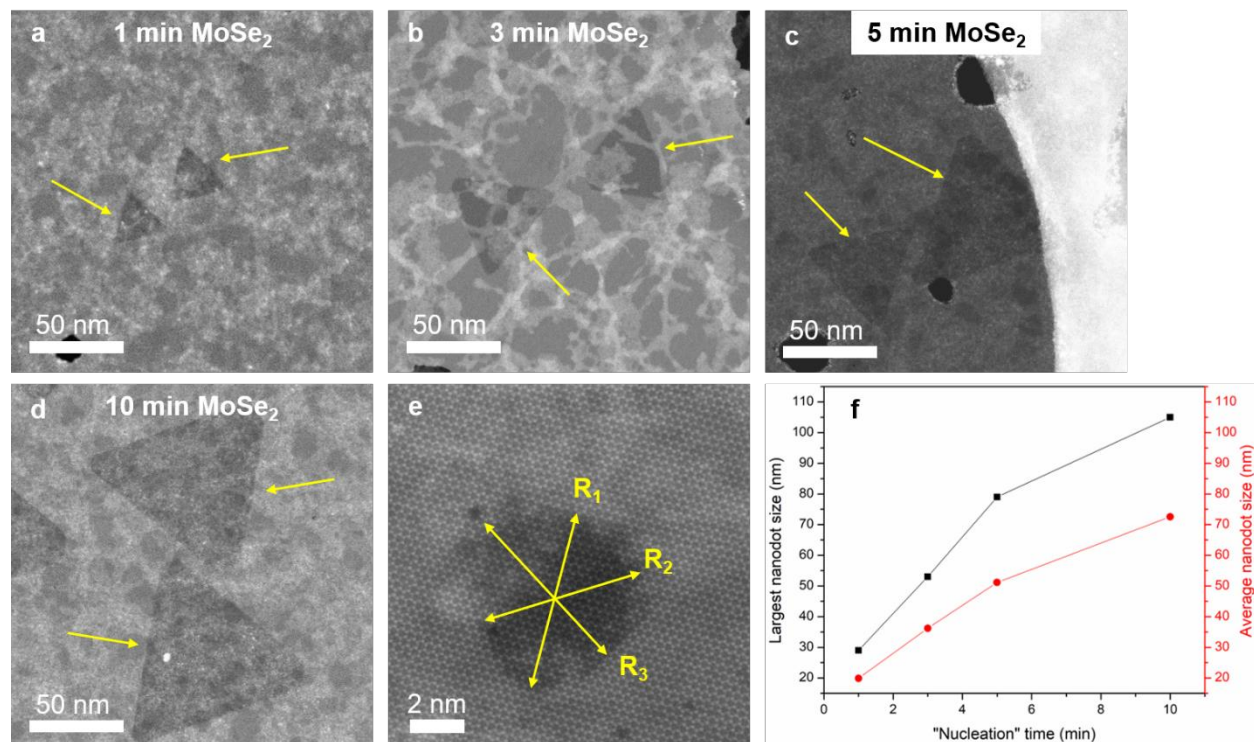 a
1 min MoSe₂
50 nm
b
3 min MoSe₂
50 nm
c
5 min MoSe₂
50 nm
d
10 min MoSe₂
50 nm
e
R₁
R₂
R₃
2 nm
f
Largest nanodot size (nm)
110
100
90
80
70
60
50
40
30
20
Average nanodot size (nm)
110
100
90
80
70
60
50
40
30
20
0
2
4
6
8
10
"Nucleation" time (min)